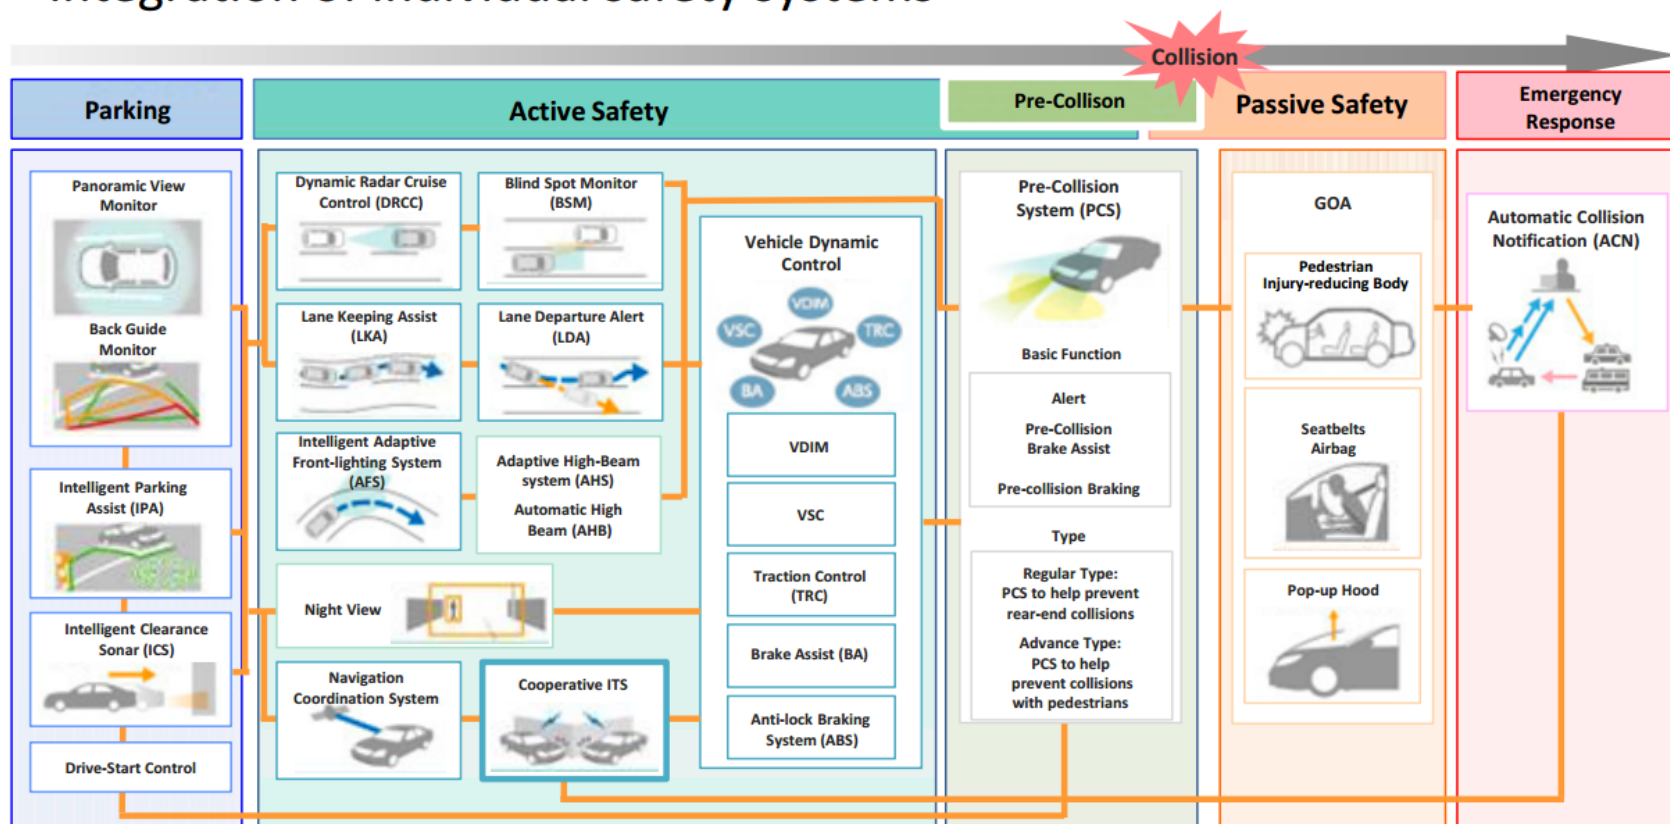 Integration of Individual Safety Systems
Collision
Parking
Active Safety
Pre-Collison
Passive Safety
Emergency
Response
Panoramic View
Monitor
Back Guide
Monitor
Intelligent Parking
Assist (IPA)
Intelligent Clearance
Sonar (ICS)
Drive-Start Control
Dynamic Radar Cruise
Control (DRCC)
Blind Spot Monitor
(BSM)
Lane Keeping Assist
(LKA)
Lane Departure Alert
(LDA)
Intelligent Adaptive
Front-lighting System
(AFS)
Adaptive High-Beam
system (AHS)
Automatic High
Beam (AHB)
Night View
Navigation
Coordination System
Cooperative ITS
Vehicle Dynamic
Control
VDIM
VSC
TRC
BA
ABS
VDIM
VSC
Traction Control
(TRC)
Brake Assist (BA)
Anti-lock Braking
System (ABS)
Pre-Collision
System (PCS)
Basic Function
Alert
Pre-Collision
Brake Assist
Pre-collision Braking
Type
Regular Type:
PCS to help prevent
rear-end collisions
Advance Type:
PCS to help
prevent collisions
with pedestrians
GOA
Pedestrian
Injury-reducing Body
Seatbelts
Airbag
Pop-up Hood
Automatic Collision
Notification (ACN)